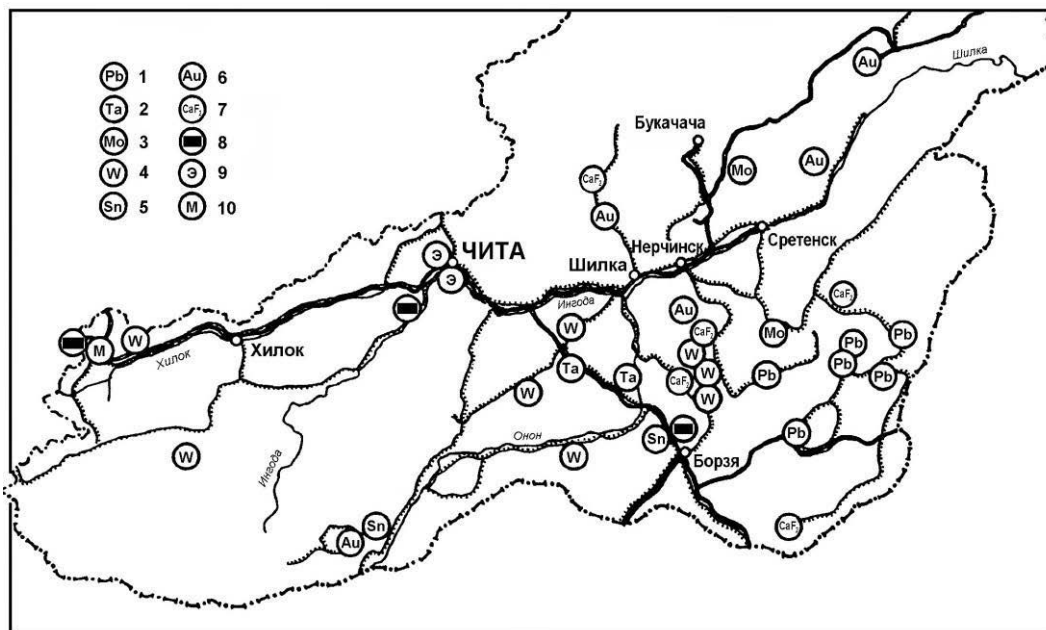 Pb 1 Au 6
Ta 2 CaF₂ 7
Mo 3 8
W 4 Э 9
Sn 5 М 10
Au
Шилка
Букачача
Mo
Au
CaF₂
Au
Нерчинск
Сретенск
Э
ЧИТА
Э
Шилка
Ингода
CaF₂
Au
W
CaF₂
Mo
Pb
Pb
М
W
Хилок
Хилок
W
Pb
Ta
Ta
CaF₂
W
Pb
Pb
W
W
Sn
Pb
Онон
W
W
Ингода
Борзя
Sn
Au
CaF₂